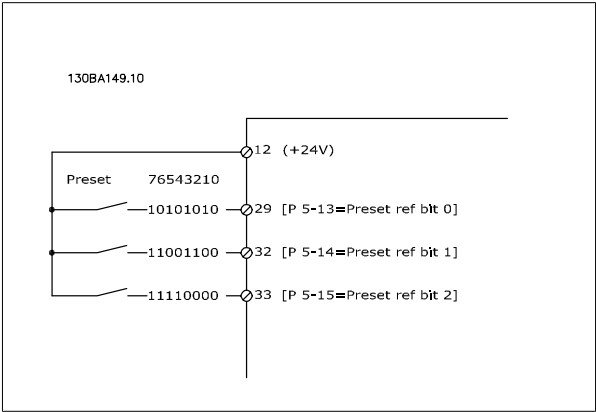 130BA149.10
12 (+24V)
Preset 76543210
10101010 29 [P 5-13=Preset ref bit 0]
11001100 32 [P 5-14=Preset ref bit 1]
11110000 33 [P 5-15=Preset ref bit 2]